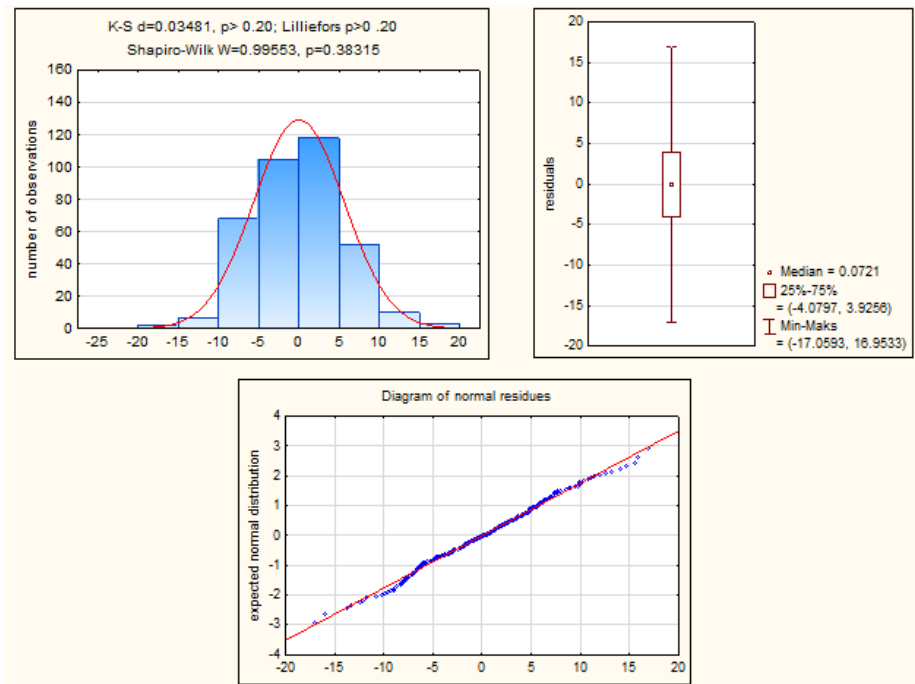 K-S d=0.03481, p> 0.20; Lilliefors p>0 .20
Shapiro-Wilk W=0.99553, p=0.38315
160
140
120
100
80
60
40
20
0
number of observations
-25 -20 -15 -10 -5 0 5 10 15 20
20
15
10
5
0
-5
-10
-15
-20
residuals
Median = 0.0721
25%-75%
= (-4.0797, 3.9256)
Min-Maks
= (-17.0593, 16.9533)
Diagram of normal residues
4
3
2
1
0
-1
-2
-3
-4
expected normal distribution
-20 -15 -10 -5 0 5 10 15 20